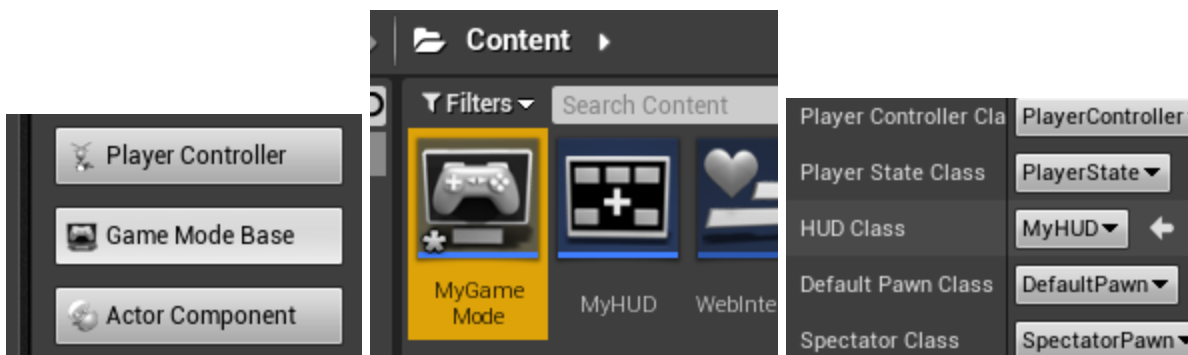 Player Controller
Game Mode Base
Actor Component
Content
Filters
Search Content
MyGame
Mode
MyHUD
WebInte
Player Controller Cla
PlayerController
Player State Class
PlayerState
HUD Class
MyHUD
Default Pawn Class
DefaultPawn
Spectator Class
SpectatorPawn